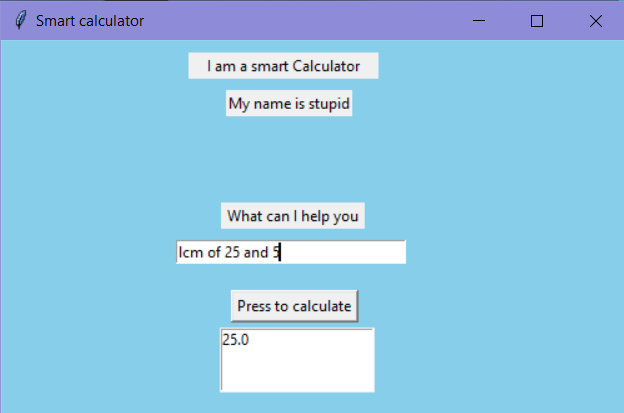 Smart calculator
I am a smart Calculator
My name is stupid
What can I help you
lcm of 25 and 5
Press to calculate
25.0